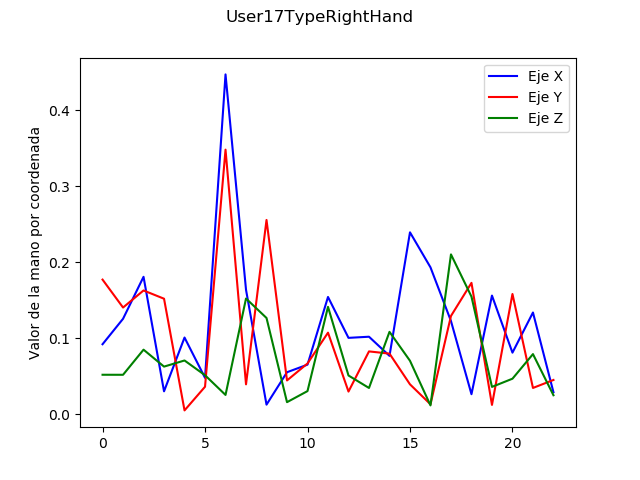 User17TypeRightHand
Eje X
Eje Y
Eje Z
Valor de la mano por coordenada
0.4
0.3
0.2
0.1
0.0
0 5 10 15 20